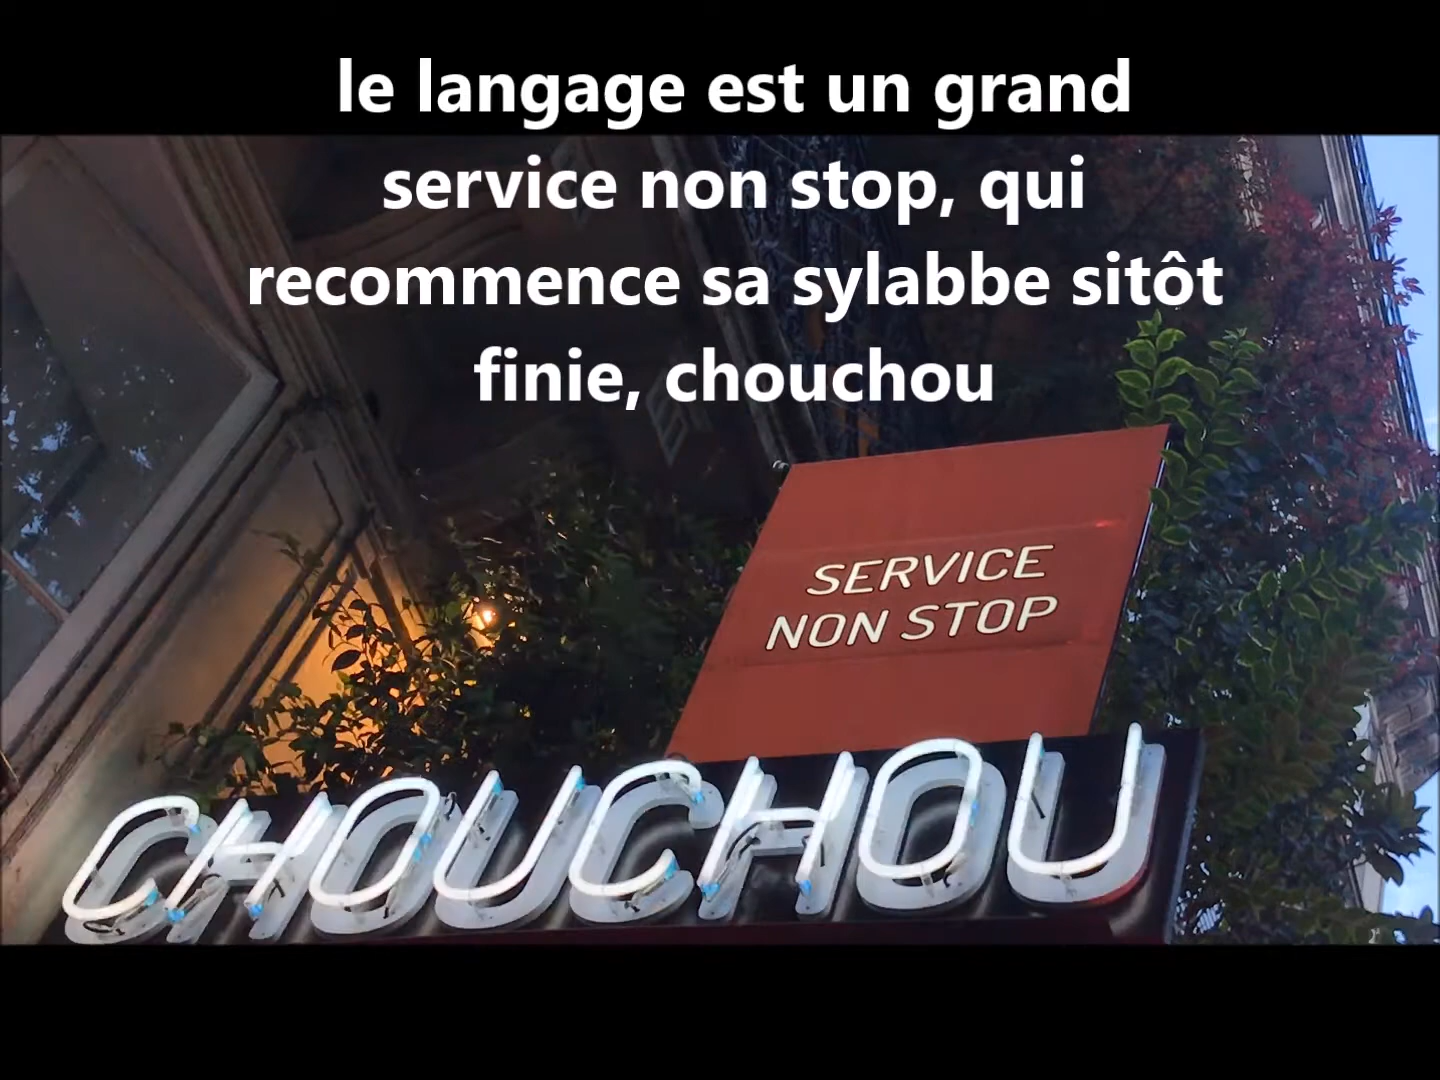 le langage est un grand
service non stop, qui
recommence sa sylabbe sitôt
finie, chouchou
SERVICE
NON STOP
CHOUCHOU